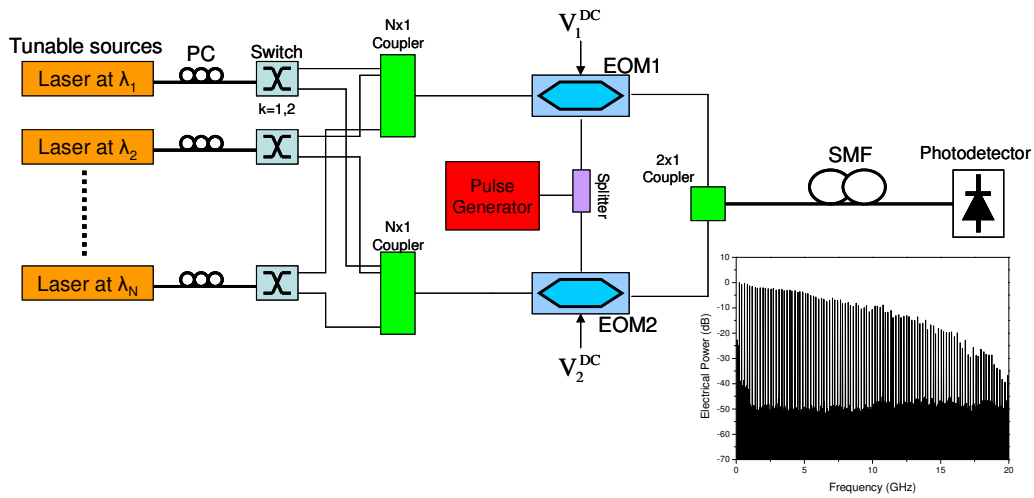 Tunable sources
PC
Switch
Nx1
Coupler
V₁ᴰᶜ
EOM1
Laser at λ₁
k=1,2
Laser at λ₂
Pulse
Generator
Splitter
2x1
Coupler
SMF
Photodetector
Nx1
Coupler
Laser at λN
EOM2
V₂ᴰᶜ
10
0
-10
-20
-30
-40
-50
-60
-70
Electrical Power (dB)
0
5
10
15
20
Frequency (GHz)